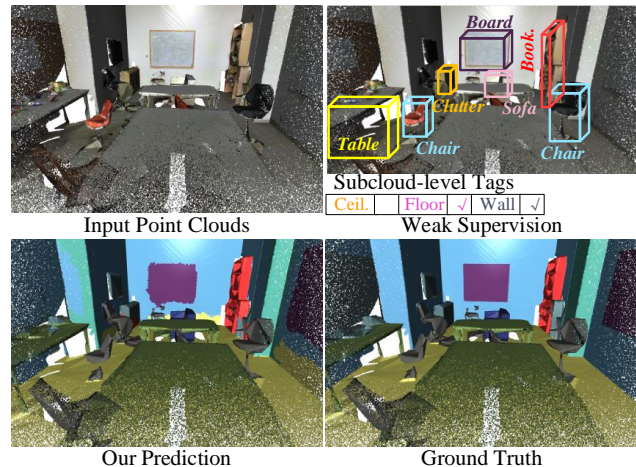 Board
Book.
Clutter
Sofa
Table
Chair
Chair
Subcloud-level Tags
Ceil. Floor √ Wall √
Input Point Clouds
Weak Supervision
Our Prediction
Ground Truth